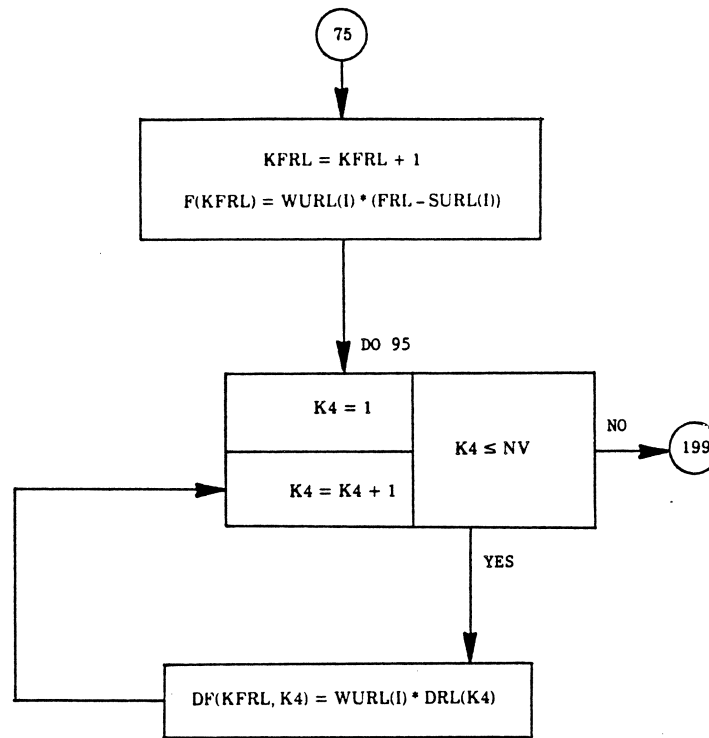 75
KFRL = KFRL + 1
F(KFRL) = WURL(I) * (FRL - SURL(I))
DO 95
K4 = 1
K4 = K4 + 1
K4 ≤ NV
NO
199
YES
DF(KFRL, K4) = WURL(I) * DRL(K4)